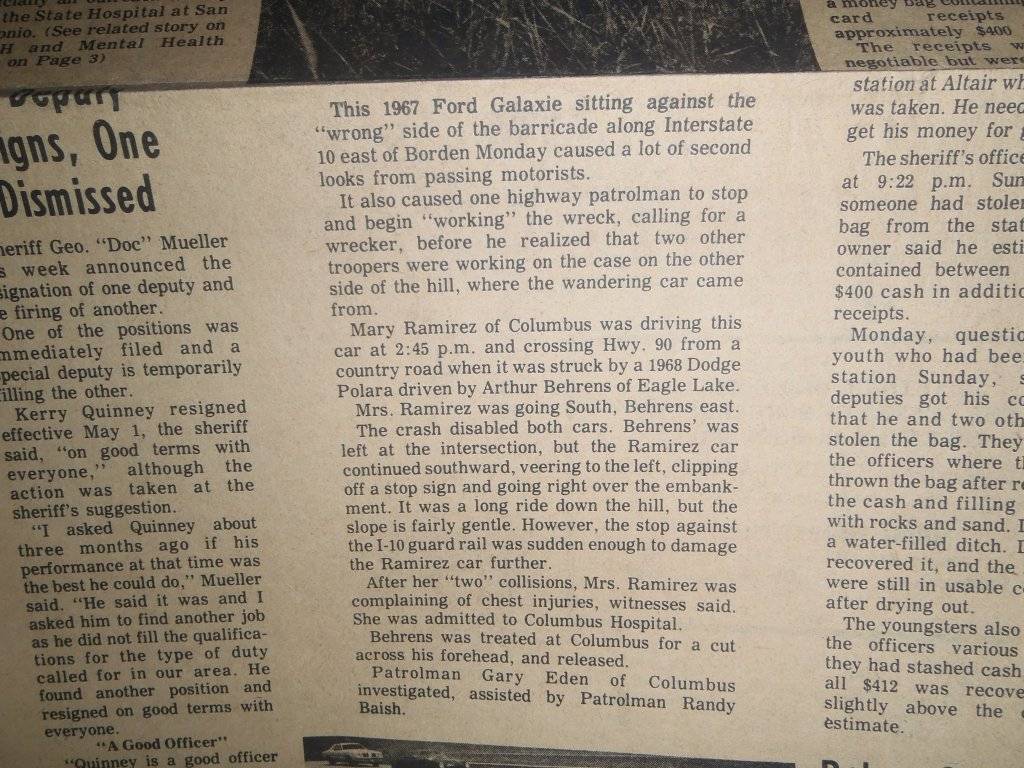 the State Hospital at San
onio. (See related story on
H and Mental Health
on Page 3)
Deputy
igns, One
Dismissed
heriff Geo. "Doc" Mueller
s week announced the
signation of one deputy and
e firing of another.
One of the positions was
mmediately filed and a
special deputy is temporarily
filling the other.
Kerry Quinney resigned
effective May 1, the sheriff
said, "on good terms with
everyone," although the
action was taken at the
sheriff's suggestion.
"I asked Quinney about
three months ago if his
performance at that time was
the best he could do," Mueller
said. "He said it was and I
asked him to find another job
as he did not fill the qualifica-
tions for the type of duty
called for in our area. He
found another position and
resigned on good terms with
everyone.
"A Good Officer"
"Quinney is a good officer
This 1967 Ford Galaxie sitting against the
"wrong" side of the barricade along Interstate
10 east of Borden Monday caused a lot of second
looks from passing motorists.
It also caused one highway patrolman to stop
and begin "working" the wreck, calling for a
wrecker, before he realized that two other
troopers were working on the case on the other
side of the hill, where the wandering car came
from.
Mary Ramirez of Columbus was driving this
car at 2:45 p.m. and crossing Hwy. 90 from a
country road when it was struck by a 1968 Dodge
Polara driven by Arthur Behrens of Eagle Lake.
Mrs. Ramirez was going South, Behrens east.
The crash disabled both cars. Behrens' was
left at the intersection, but the Ramirez car
continued southward, veering to the left, clipping
off a stop sign and going right over the embank-
ment. It was a long ride down the hill, but the
slope is fairly gentle. However, the stop against
the I-10 guard rail was sudden enough to damage
the Ramirez car further.
After her "two" collisions, Mrs. Ramirez was
complaining of chest injuries, witnesses said.
She was admitted to Columbus Hospital.
Behrens was treated at Columbus for a cut
across his forehead, and released.
Patrolman Gary Eden of Columbus
investigated, assisted by Patrolman Randy
Baish.
a money bag containing
card receipts
approximately $400
The receipts w
negotiable but were
station at Altair wh
was taken. He need
get his money for g
The sheriff's office
at 9:22 p.m. Sun
someone had stolen
bag from the stat
owner said he esti
contained between
$400 cash in additio
receipts.
Monday, questio
youth who had bee
station Sunday, s
deputies got his co
that he and two oth
stolen the bag. They
the officers where th
thrown the bag after re
the cash and filling
with rocks and sand. I
a water-filled ditch. D
recovered it, and the
were still in usable c
after drying out.
The youngsters also
the officers various
they had stashed cash
all $412 was recove
slightly above the
estimate.